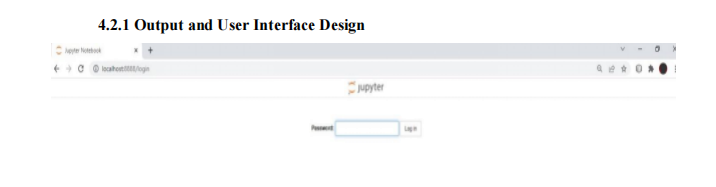 4.2.1 Output and User Interface Design
Jupyter Notebook
localhost:8888/login
jupyter
Password:
Log in